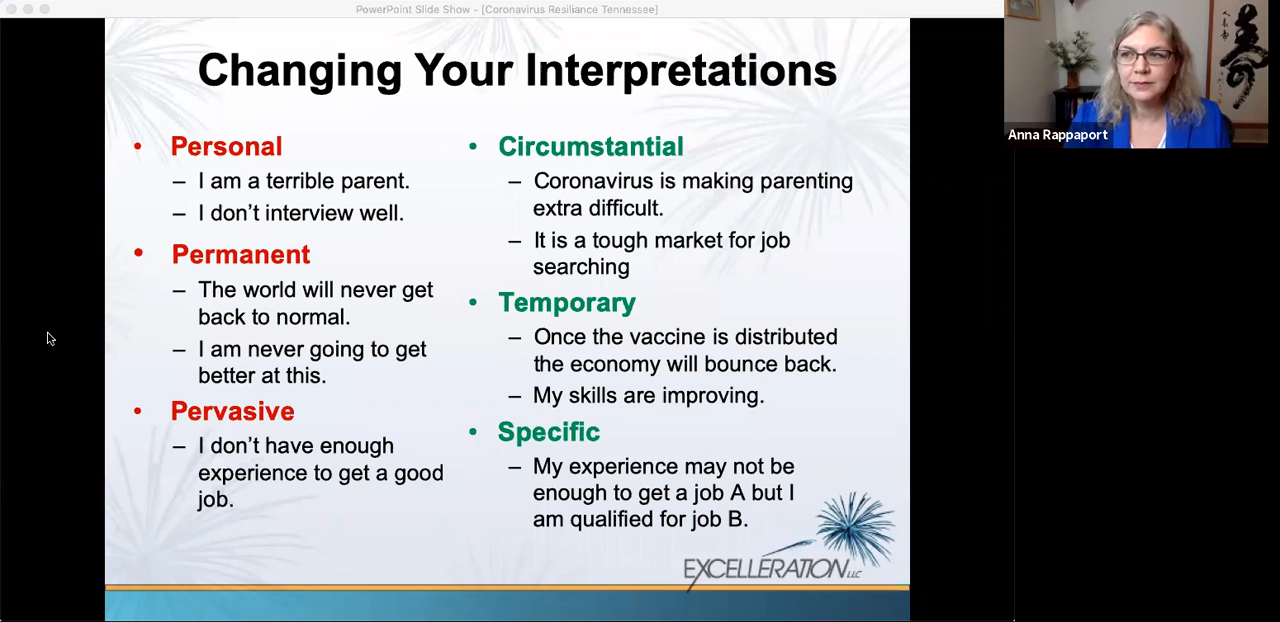 PowerPoint Slide Show - [Coronavirus Resiliance Tennessee]
Changing Your Interpretations
• Personal
– I am a terrible parent.
– I don’t interview well.
• Permanent
– The world will never get
back to normal.
– I am never going to get
better at this.
• Pervasive
– I don’t have enough
experience to get a good
job.
• Circumstantial
– Coronavirus is making parenting
extra difficult.
– It is a tough market for job
searching
• Temporary
– Once the vaccine is distributed
the economy will bounce back.
– My skills are improving.
• Specific
– My experience may not be
enough to get a job A but I
am qualified for job B.
EXCELLERATION LLC
Anna Rappaport